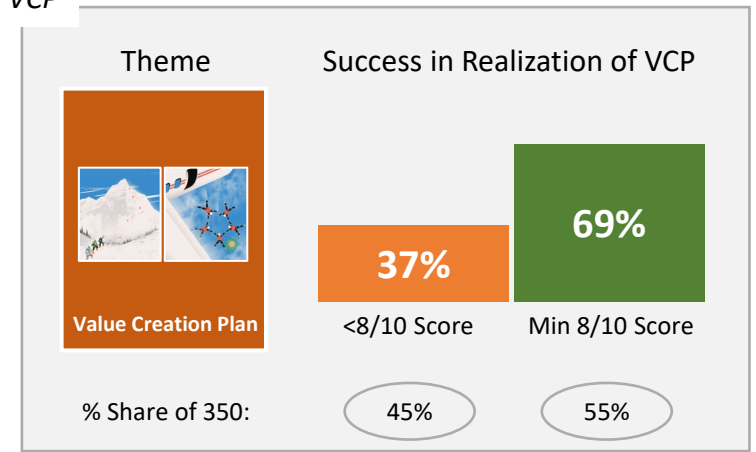 VCP
Theme
Success in Realization of VCP
37%
69%
Value Creation Plan
<8/10 Score
Min 8/10 Score
% Share of 350:
45%
55%